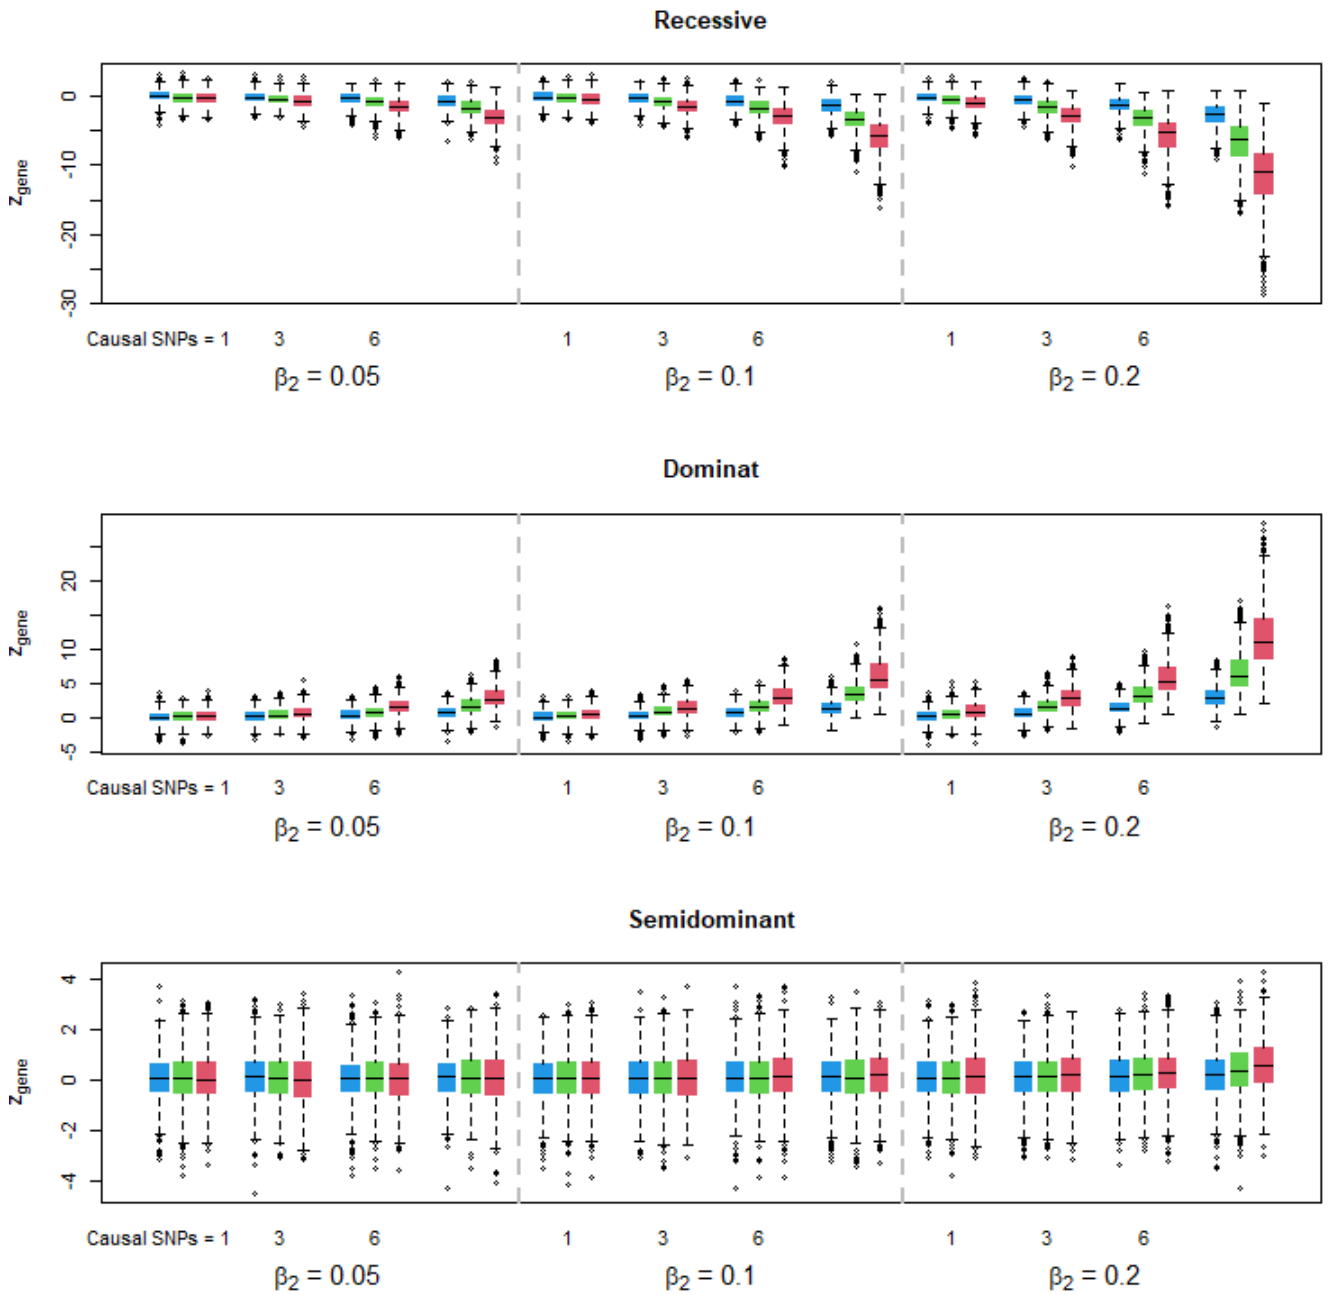 Recessive
0
-10
-20
-30
Zgene
Causal SNPs = 1 3 6 1 3 6 1 3 6
β2 = 0.05 β2 = 0.1 β2 = 0.2
Dominat
20
10
5
0
-5
Zgene
Causal SNPs = 1 3 6 1 3 6 1 3 6
β2 = 0.05 β2 = 0.1 β2 = 0.2
Semidominant
4
2
0
-2
-4
Zgene
Causal SNPs = 1 3 6 1 3 6 1 3 6
β2 = 0.05 β2 = 0.1 β2 = 0.2